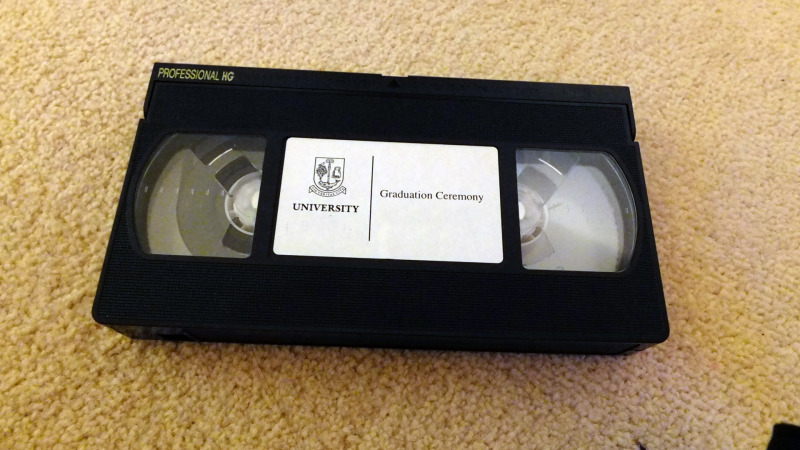 PROFESSIONAL HG
UNIVERSITY
Graduation Ceremony